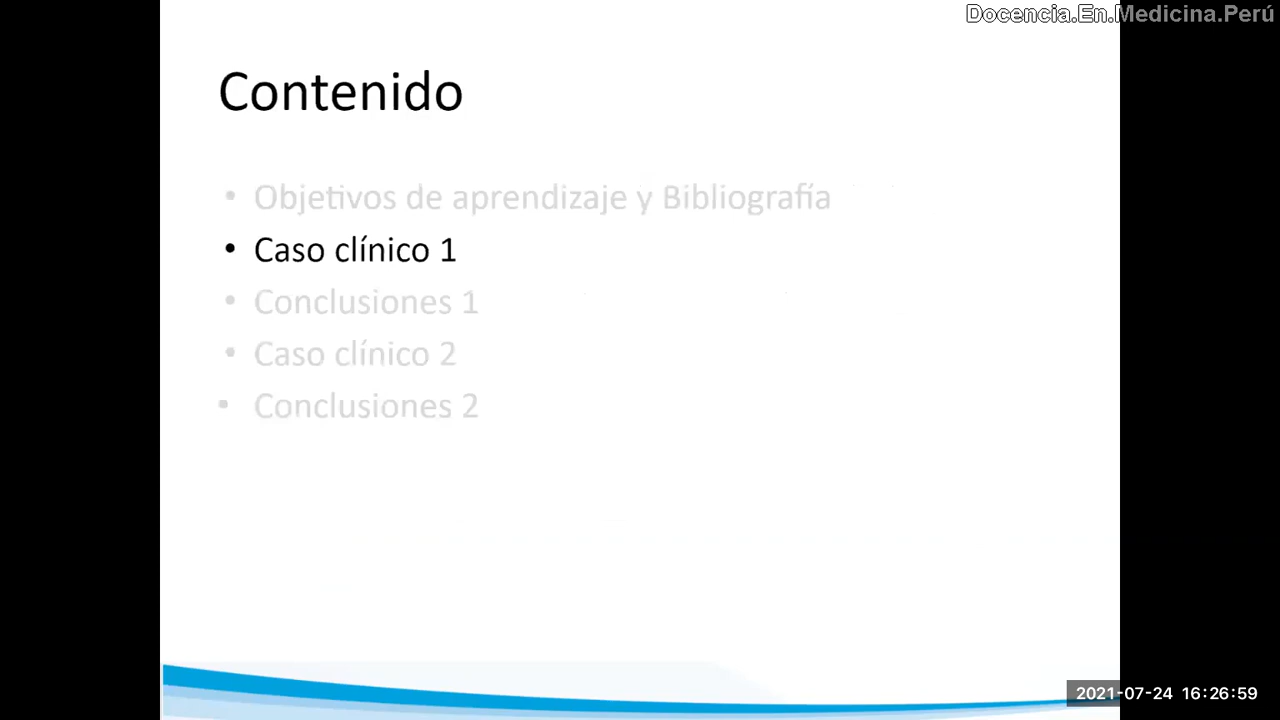 Docencia.En.Medicina.Perú
Contenido
• Objetivos de aprendizaje y Bibliografía
• Caso clínico 1
• Conclusiones 1
• Caso clínico 2
• Conclusiones 2
2021-07-24 16:26:59